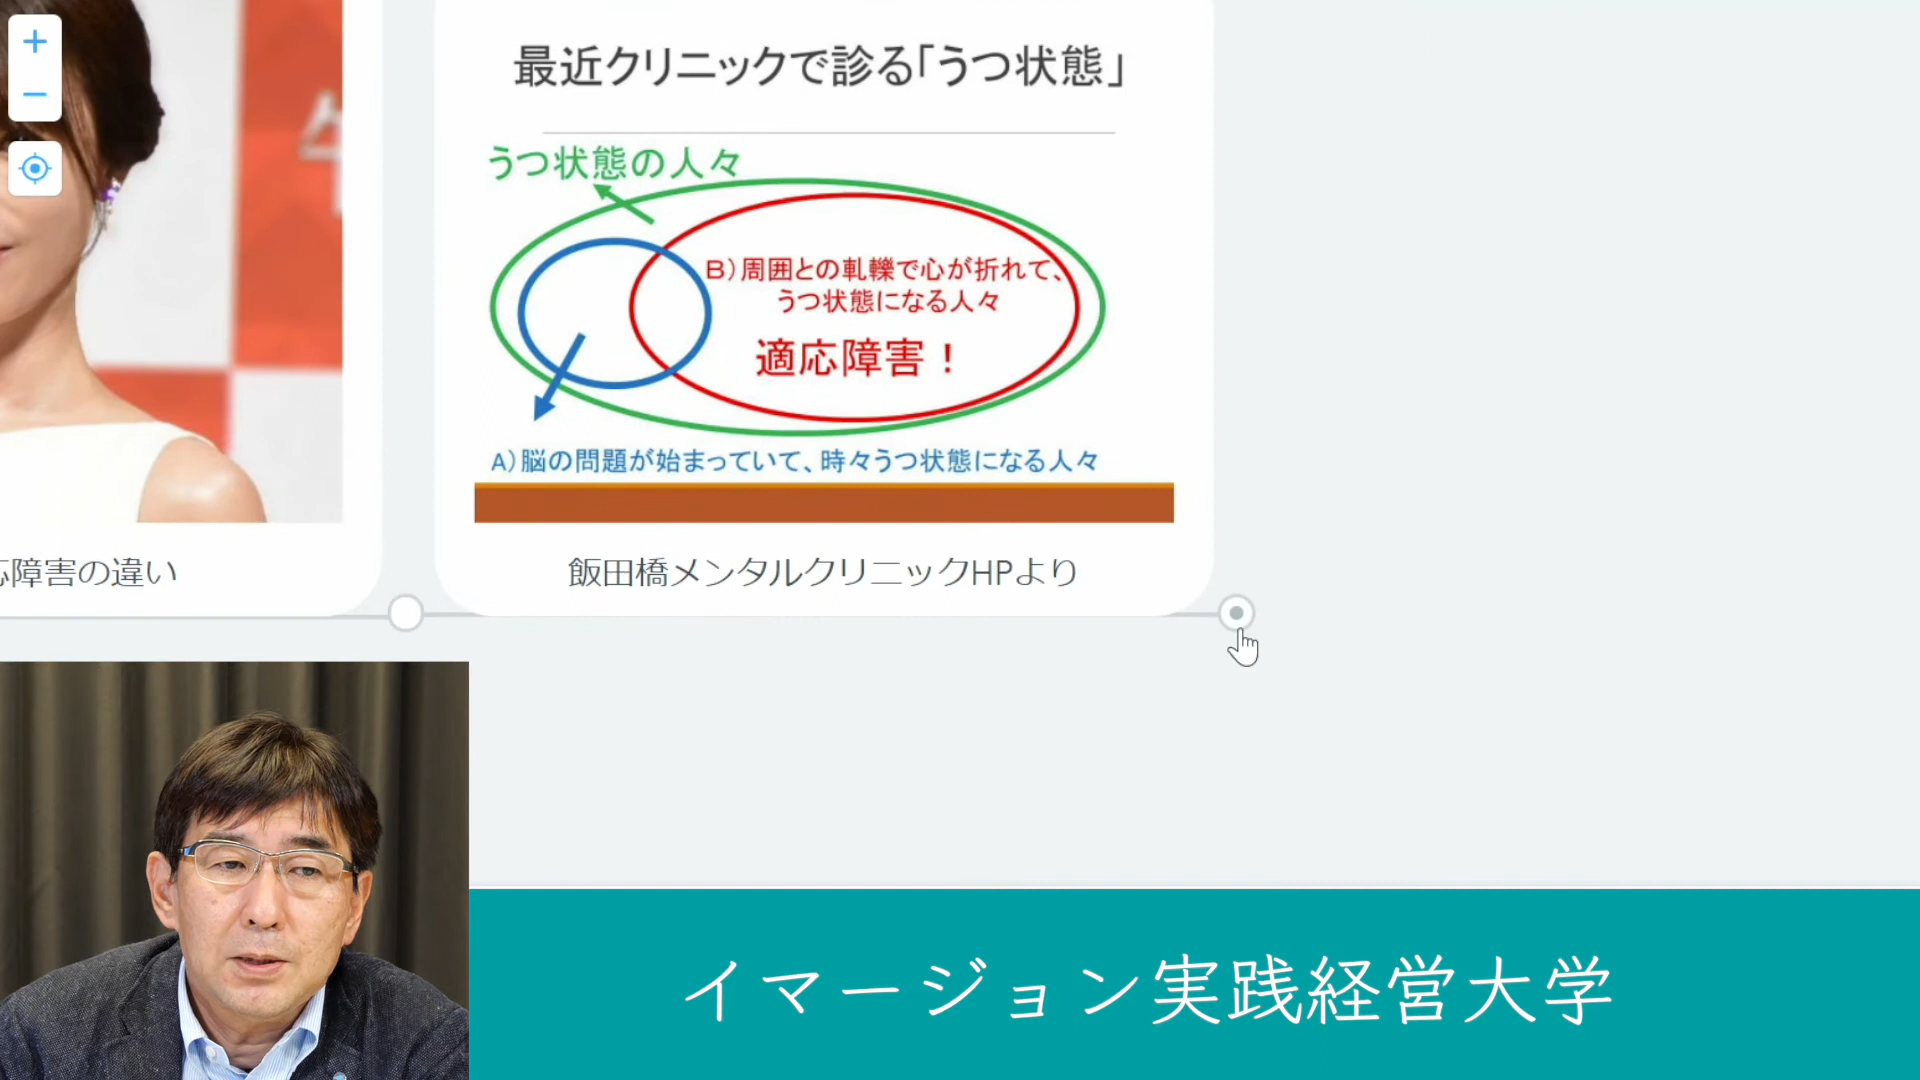 最近クリニックで診る「うつ状態」
うつ状態の人々
B)周囲との軋轢で心が折れて、
うつ状態になる人々
適応障害！
A)脳の問題が始まっていて、時々うつ状態になる人々
障害の違い
飯田橋メンタルクリニックHPより
イマージョン実践経営大学